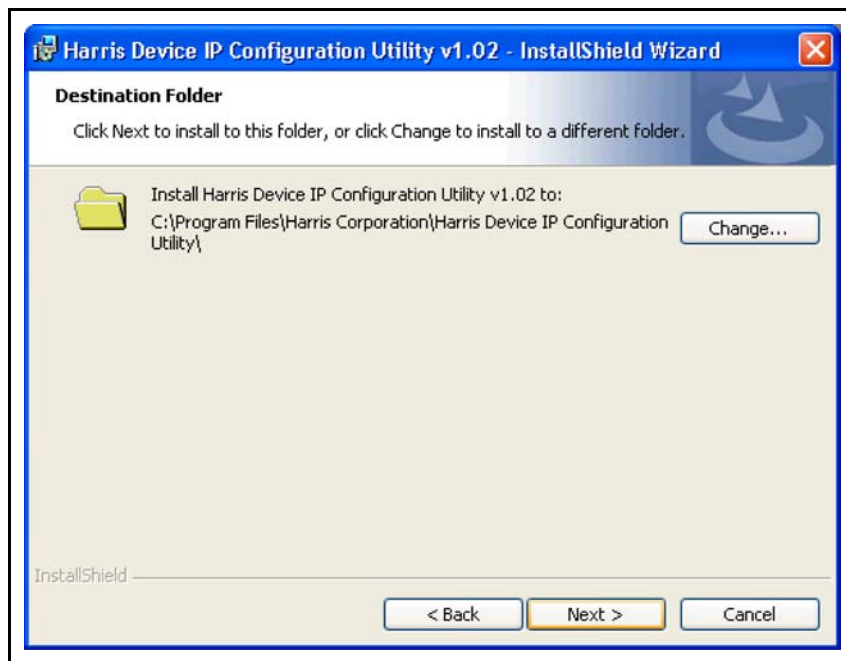 Harris Device IP Configuration Utility v1.02 - InstallShield Wizard
Destination Folder
Click Next to install to this folder, or click Change to install to a different folder.
Install Harris Device IP Configuration Utility v1.02 to:
C:\Program Files\Harris Corporation\Harris Device IP Configuration
Utility\
Change...
InstallShield
< Back
Next >
Cancel